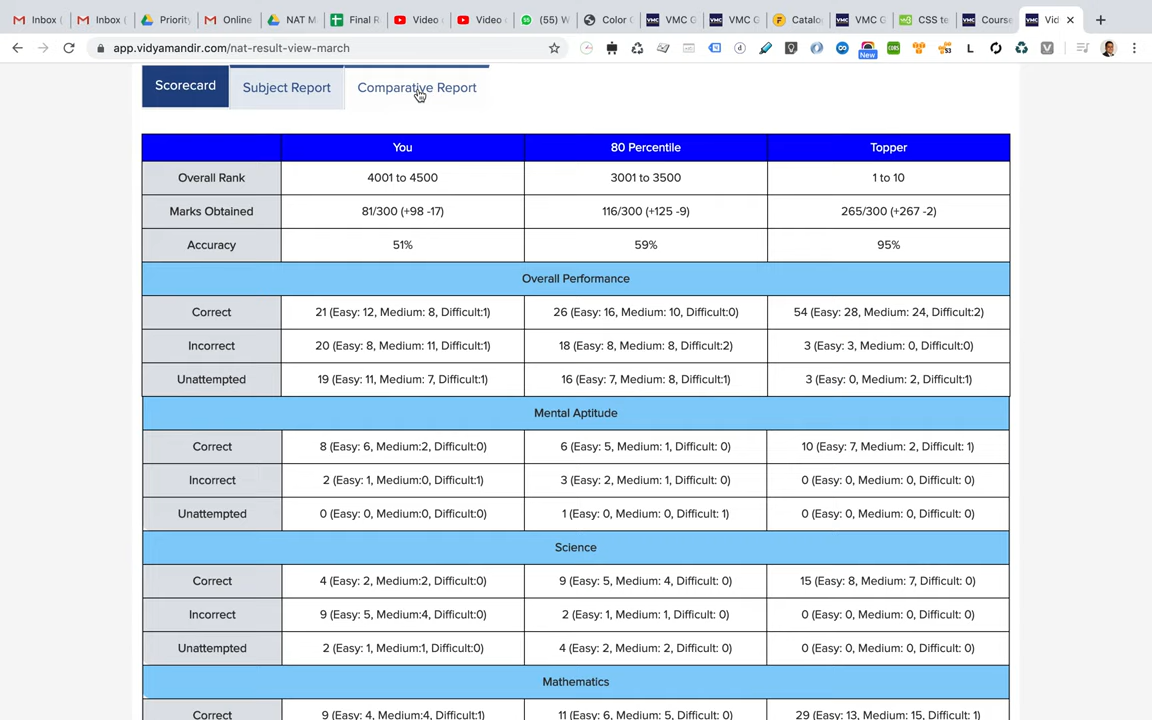 Inbox ( Inbox ( Priority Online NAT M Final R Video Video (55) W Color C VMC G VMC G Catalo VMC G CSS te Course Vid
app.vidyamandir.com/nat-result-view-march New
Scorecard Subject Report Comparative Report
You 80 Percentile Topper
Overall Rank 4001 to 4500 3001 to 3500 1 to 10
Marks Obtained 81/300 (+98 -17) 116/300 (+125 -9) 265/300 (+267 -2)
Accuracy 51% 59% 95%
Overall Performance
Correct 21 (Easy: 12, Medium: 8, Difficult:1) 26 (Easy: 16, Medium: 10, Difficult:0) 54 (Easy: 28, Medium: 24, Difficult:2)
Incorrect 20 (Easy: 8, Medium: 11, Difficult:1) 18 (Easy: 8, Medium: 8, Difficult:2) 3 (Easy: 3, Medium: 0, Difficult:0)
Unattempted 19 (Easy: 11, Medium: 7, Difficult:1) 16 (Easy: 7, Medium: 8, Difficult:1) 3 (Easy: 0, Medium: 2, Difficult:1)
Mental Aptitude
Correct 8 (Easy: 6, Medium:2, Difficult:0) 6 (Easy: 5, Medium: 1, Difficult: 0) 10 (Easy: 7, Medium: 2, Difficult: 1)
Incorrect 2 (Easy: 1, Medium:0, Difficult:1) 3 (Easy: 2, Medium: 1, Difficult: 0) 0 (Easy: 0, Medium: 0, Difficult: 0)
Unattempted 0 (Easy: 0, Medium:0, Difficult:0) 1 (Easy: 0, Medium: 0, Difficult: 1) 0 (Easy: 0, Medium: 0, Difficult: 0)
Science
Correct 4 (Easy: 2, Medium:2, Difficult:0) 9 (Easy: 5, Medium: 4, Difficult: 0) 15 (Easy: 8, Medium: 7, Difficult: 0)
Incorrect 9 (Easy: 5, Medium:4, Difficult:0) 2 (Easy: 1, Medium: 1, Difficult: 0) 0 (Easy: 0, Medium: 0, Difficult: 0)
Unattempted 2 (Easy: 1, Medium:1, Difficult:0) 4 (Easy: 2, Medium: 2, Difficult: 0) 0 (Easy: 0, Medium: 0, Difficult: 0)
Mathematics
Correct 9 (Easy: 4, Medium:4, Difficult:1) 11 (Easy: 6, Medium: 5, Difficult: 0) 29 (Easy: 13, Medium: 15, Difficult: 1)